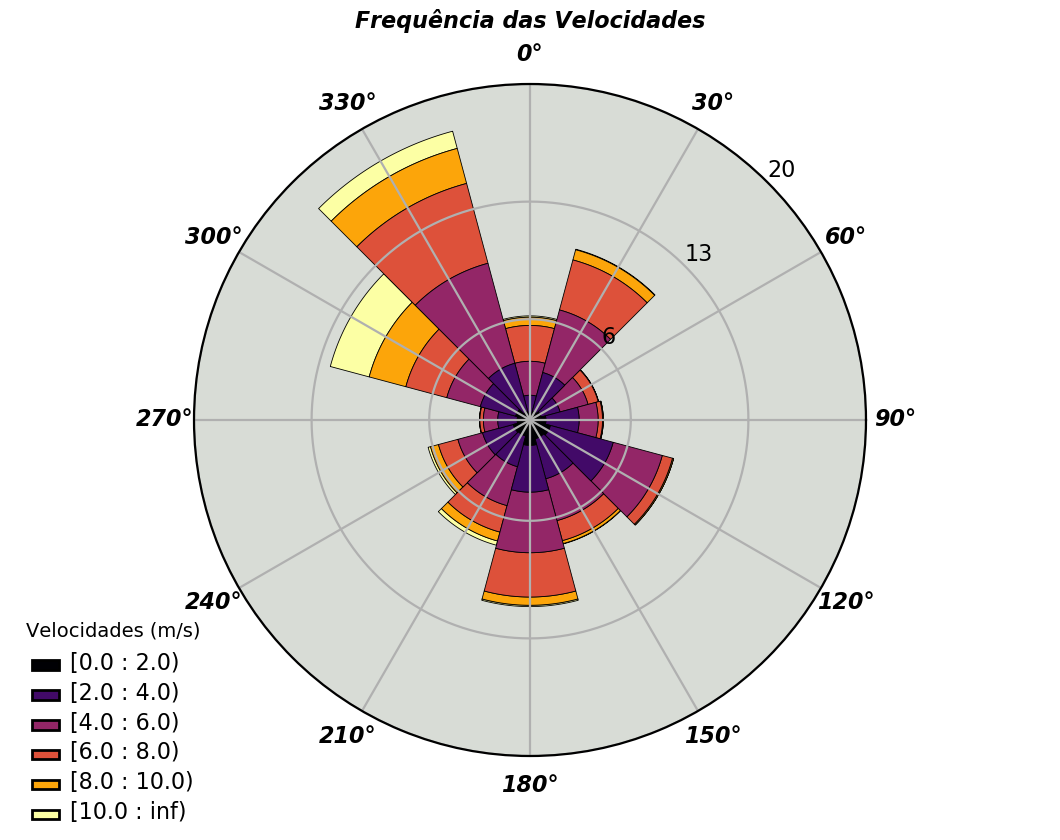 Frequência das Velocidades
0°
330°
30°
20
300°
60°
13
6
270°
90°
240°
120°
210°
150°
180°
Velocidades (m/s)
[0.0 : 2.0)
[2.0 : 4.0)
[4.0 : 6.0)
[6.0 : 8.0)
[8.0 : 10.0)
[10.0 : inf)